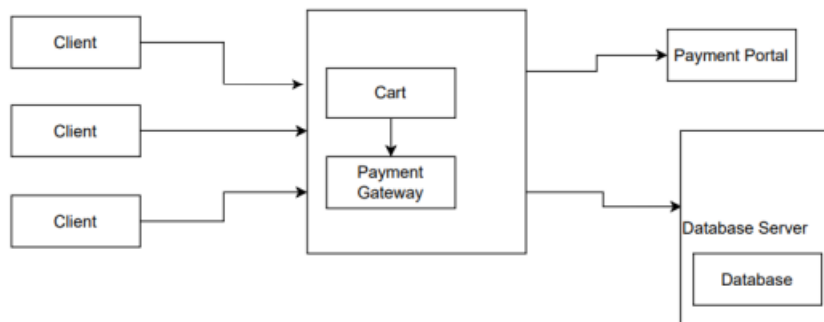 Client
Client
Client
Cart
Payment
Gateway
Payment Portal
Database Server
Database